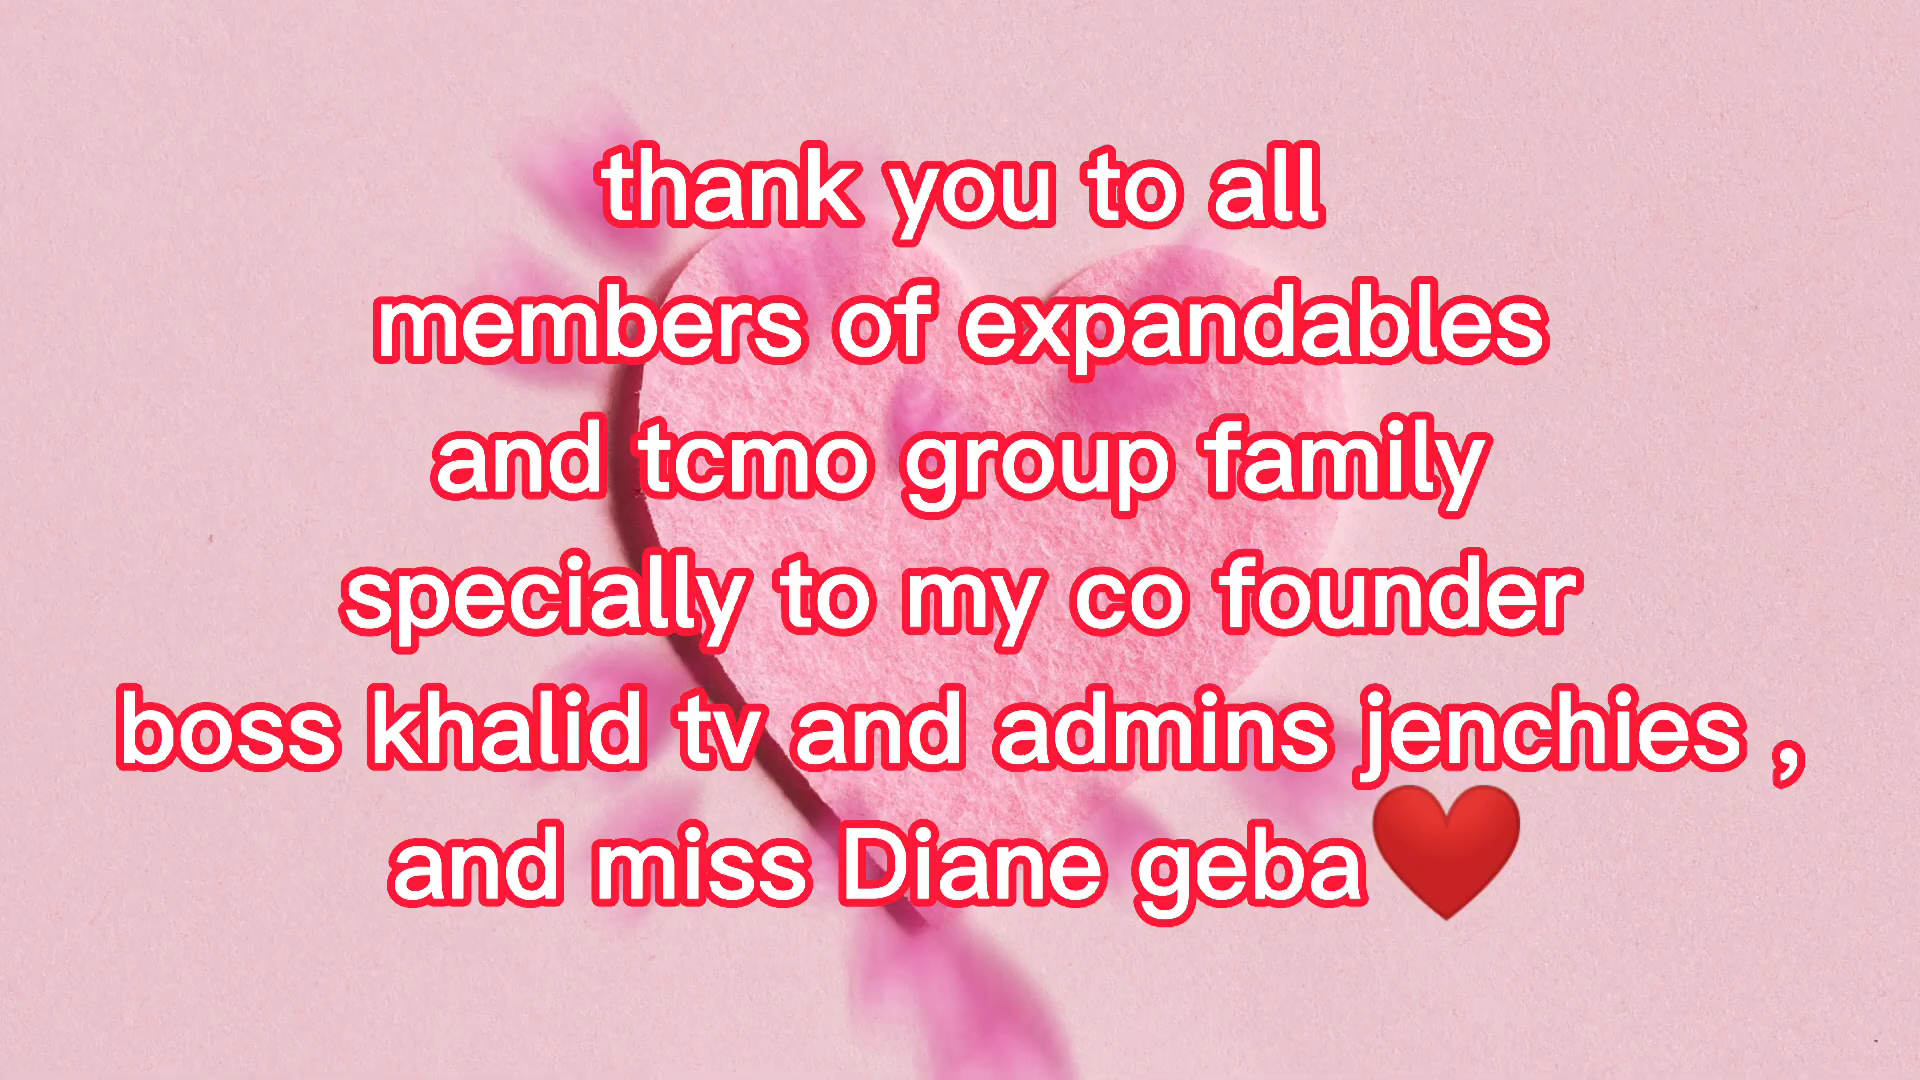 thank you to all
members of expandables
and tcmo group family
specially to my co founder
boss khalid tv and admins jenchies ,
and miss Diane geba❤️